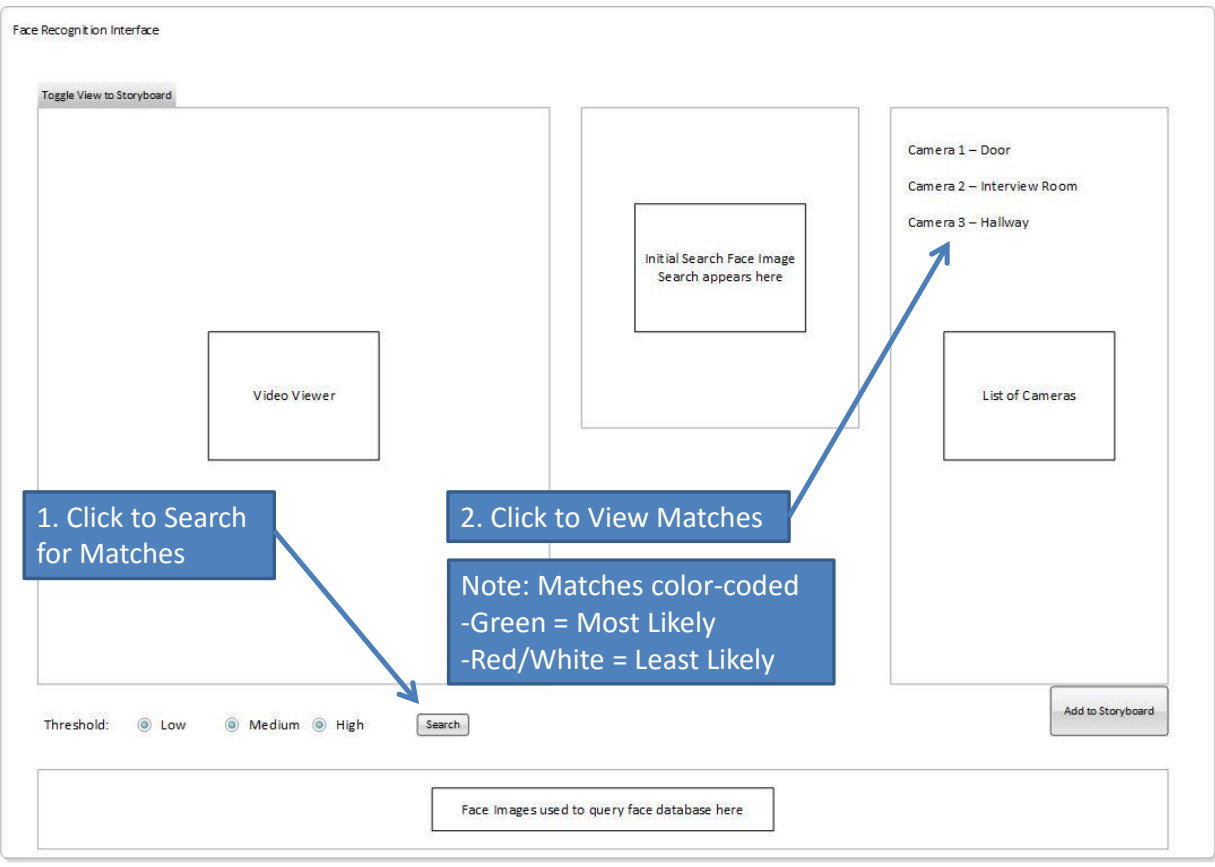 Face Recognition Interface
Toggle View to Storyboard
Camera 1 – Door
Camera 2 – Interview Room
Camera 3 – Hallway
Initial Search Face Image
Search appears here
Video Viewer
List of Cameras
1. Click to Search
for Matches
2. Click to View Matches
Note: Matches color-coded
-Green = Most Likely
-Red/White = Least Likely
Threshold: Low Medium High Search
Add to Storyboard
Face Images used to query face database here